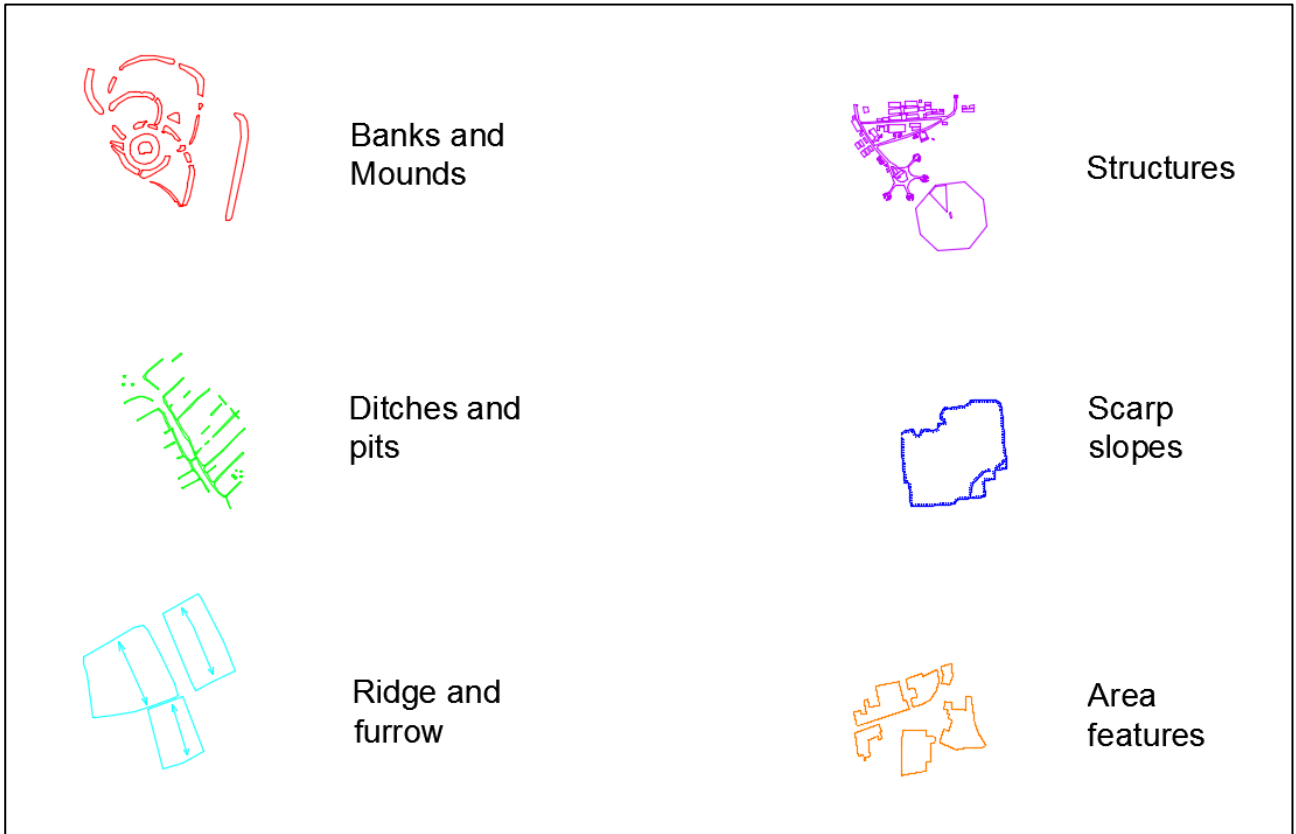 Banks and
Mounds
Structures
Ditches and
pits
Scarp
slopes
Ridge and
furrow
Area
features